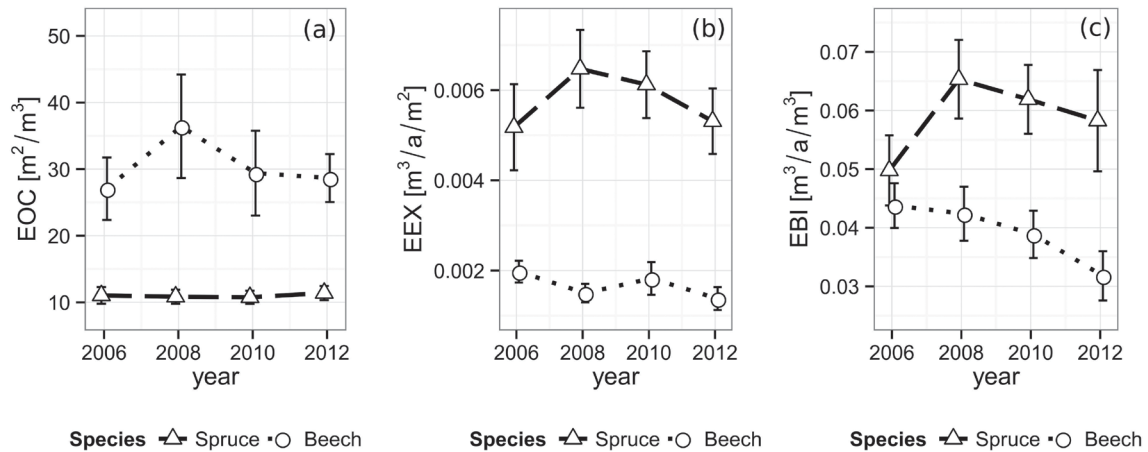 (a)
EOC [m²/m³]
50
40
30
20
10
2006 2008 2010 2012
year
Species Spruce Beech
(b)
EEX [m³/a/m²]
0.006
0.004
0.002
2006 2008 2010 2012
year
Species Spruce Beech
(c)
EBI [m³/a/m³]
0.07
0.06
0.05
0.04
0.03
2006 2008 2010 2012
year
Species Spruce Beech